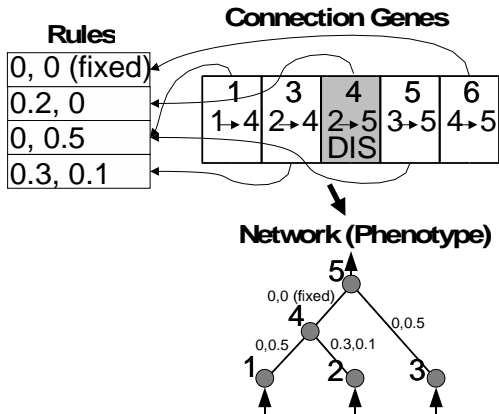 Connection Genes
Rules
0, 0 (fixed)
0.2, 0
0, 0.5
0.3, 0.1
1 3 4 5 6
1→4 2→4 2→5 3→5 4→5
DIS
Network (Phenotype)
5
0,0 (fixed)
4
0,0.5
0,0.5 0.3,0.1
1 2 3